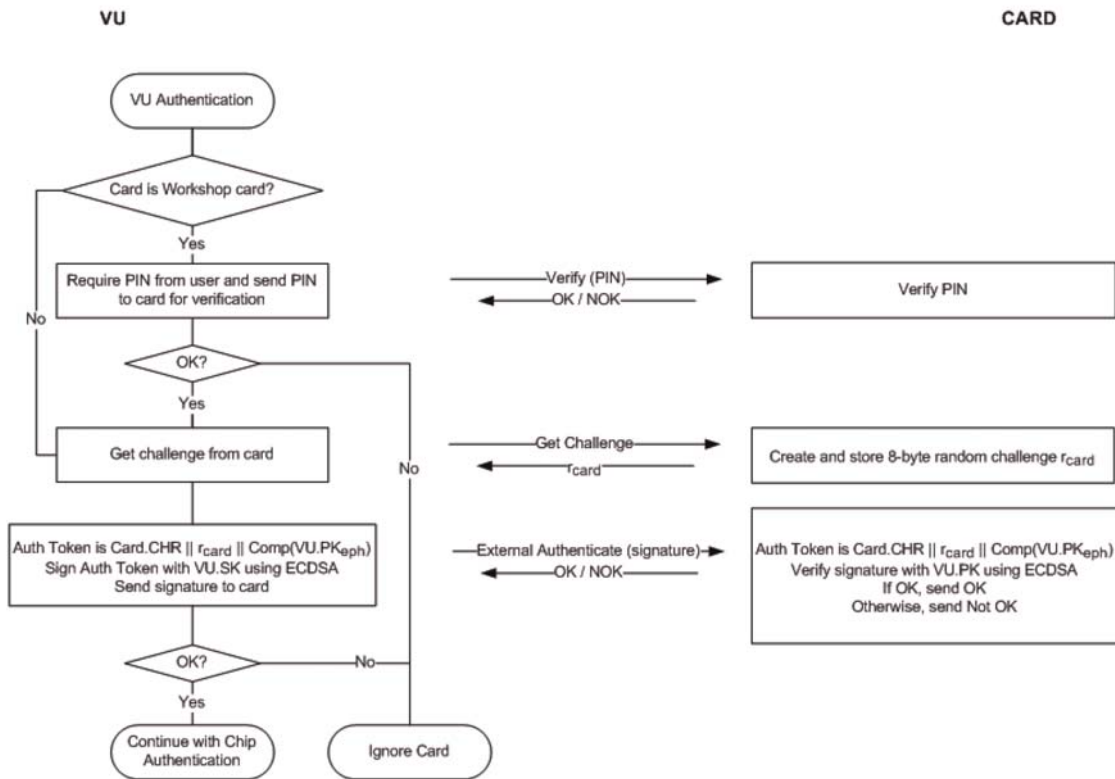 VU
CARD
VU Authentication
Card is Workshop card?
Yes
Require PIN from user and send PIN
to card for verification
Verify (PIN)
OK / NOK
Verify PIN
No
OK?
Yes
Get challenge from card
No
Get Challenge
rcard
Create and store 8-byte random challenge rcard
Auth Token is Card.CHR || rcard || Comp(VU.PKeph)
Sign Auth Token with VU.SK using ECDSA
Send signature to card
External Authenticate (signature)
OK / NOK
Auth Token is Card.CHR || rcard || Comp(VU.PKeph)
Verify signature with VU.PK using ECDSA
If OK, send OK
Otherwise, send Not OK
OK?
No
Yes
Continue with Chip
Authentication
Ignore Card